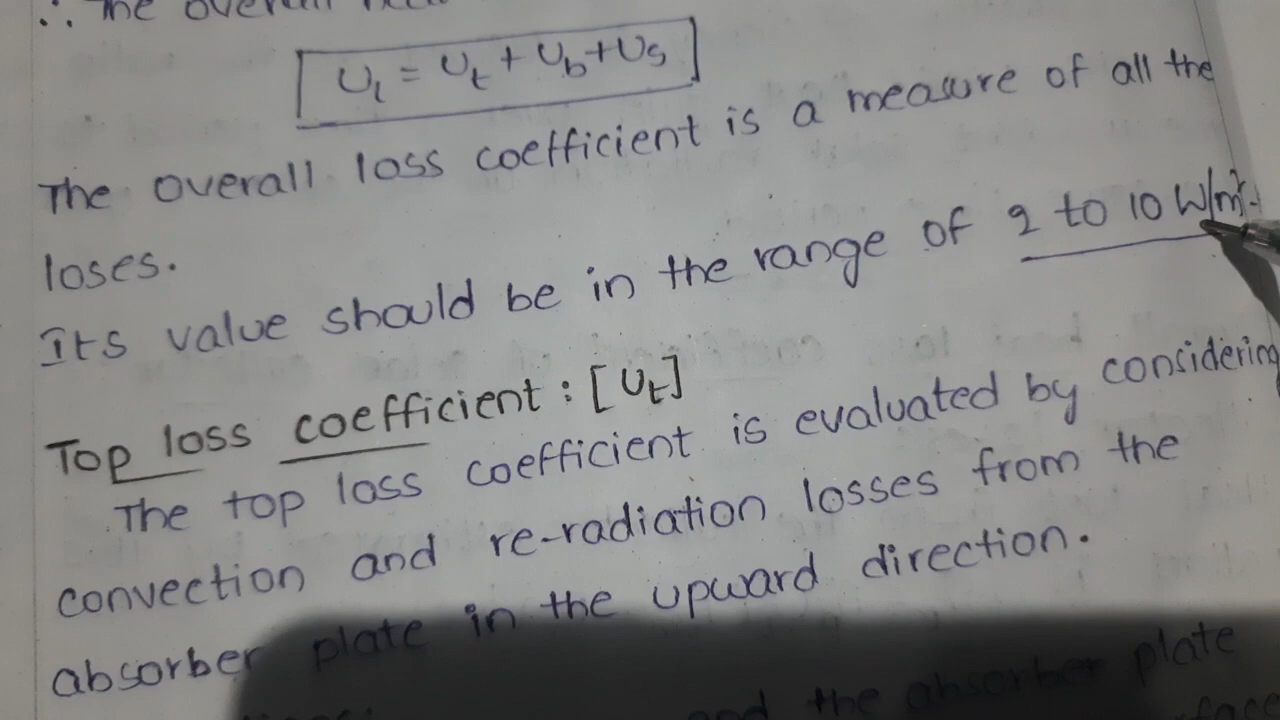 ∴ The overall
U_l = U_t + U_b + U_s
The overall loss coefficient is a measure of all the
loses.
Its value should be in the range of 2 to 10 W/m²-
Top loss coefficient : [U_t]
The top loss coefficient is evaluated by considering
convection and re-radiation losses from the
absorber plate in the upward direction.
and the absorber plate